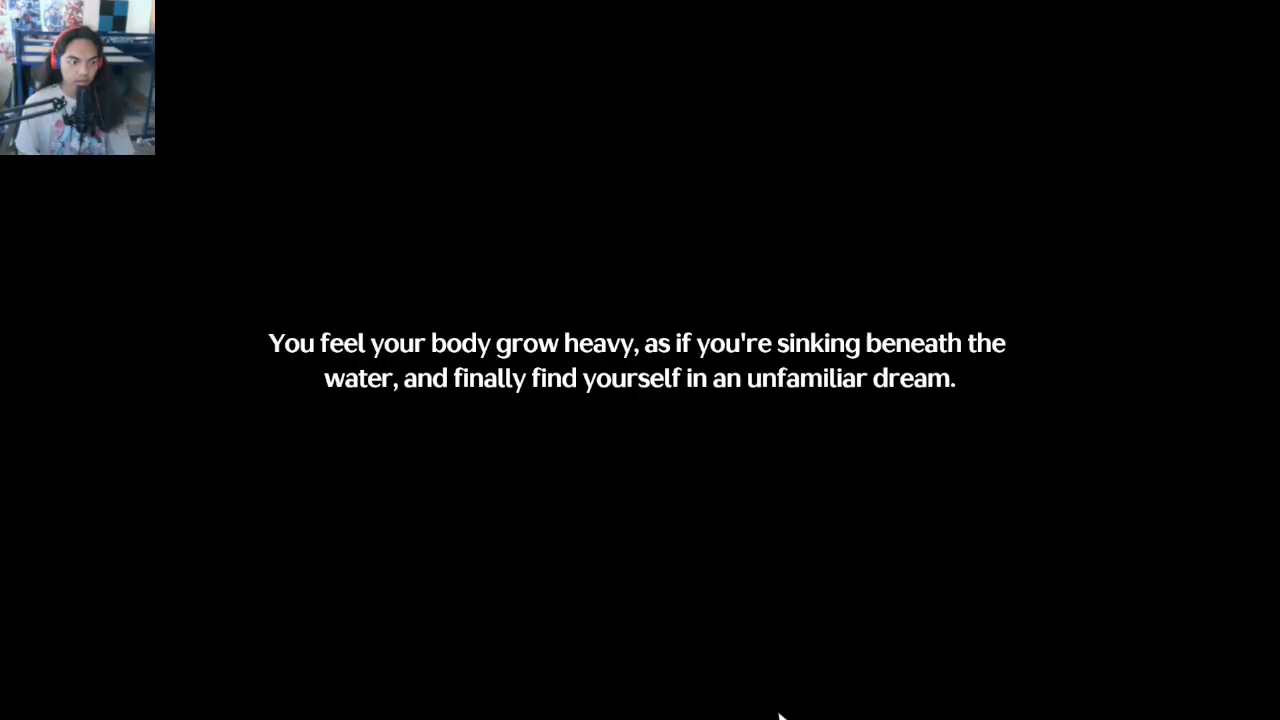 You feel your body grow heavy, as if you're sinking beneath the
water, and finally find yourself in an unfamiliar dream.